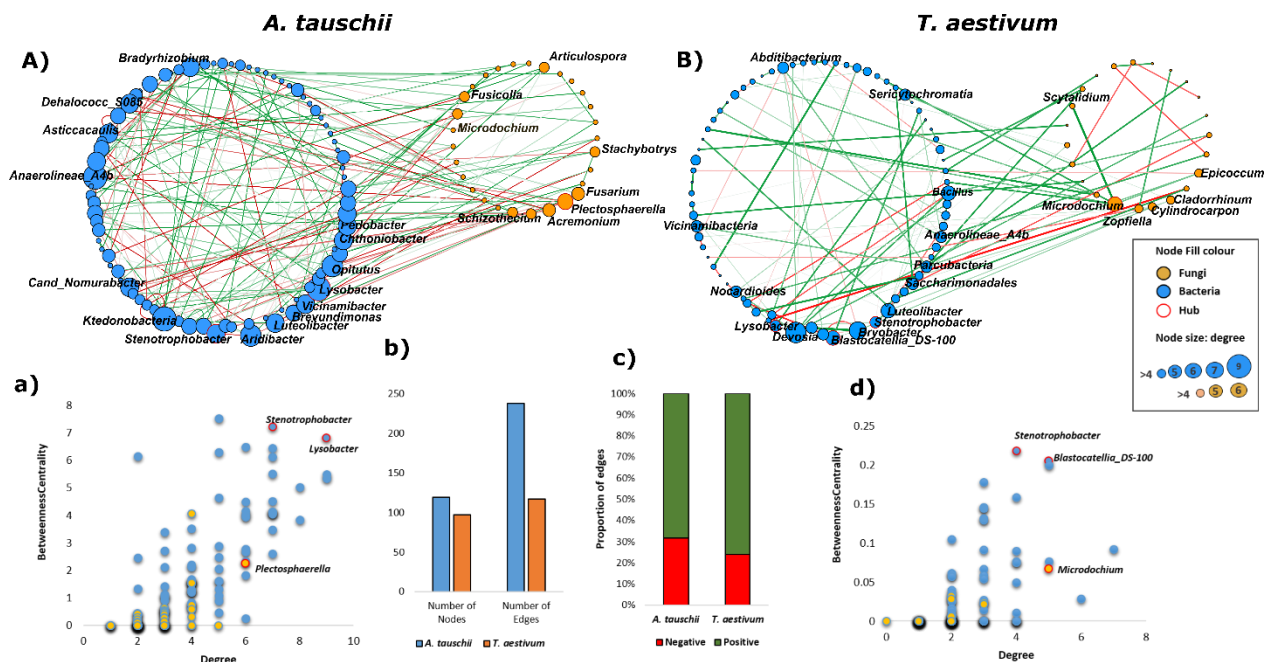 A. tauschii
T. aestivum
A)
Bradyrhizobium
Dehalococc_S085
Asticcacaulis
Anaerolineae_A4b
Cand_Nomurabacter
Ktedonobacteria
Stenotrophobacter
Aridibacter
Luteolibacter
Brevundimonas
Vicinamibacter
Lysobacter
Opitutus
Chthoniobacter
Pedobacter
Articulospora
Fusicolla
Microdochium
Stachybotrys
Fusarium
Plectosphaerella
Acremonium
Schizothecium
B)
Abditibacterium
Sericytochromatia
Bacillus
Vicinamibacteria
Anaerolineae_A4b
Parcubacteria
Saccharimonadales
Nocardioides
Luteolibacter
Lysobacter
Stenotrophobacter
Devosia
Bryobacter
Blastocatellia_DS-100
Scytalidium
Epicoccum
Microdochium
Cladorrhinum
Cylindrocarpon
Zopfiella
Node Fill colour
Fungi
Bacteria
Hub
Node size: degree
>4 5 6 7 9
>4 5 6
a)
8
7
6
5
4
3
2
1
0
BetweennessCentrality
Stenotrophobacter
Lysobacter
Plectosphaerella
0 2 4 6 8 10
Degree
b)
250
200
150
100
50
0
Number of Nodes
Number of Edges
A. tauschii T. aestivum
c)
100%
90%
80%
70%
60%
50%
40%
30%
20%
10%
0%
Proportion of edges
A. tauschii T. aestivum
Negative Positive
d)
0.25
0.2
0.15
0.1
0.05
0
BetweennessCentrality
Stenotrophobacter
Blastocatellia_DS-100
Microdochium
0 2 4 6 8
Degree